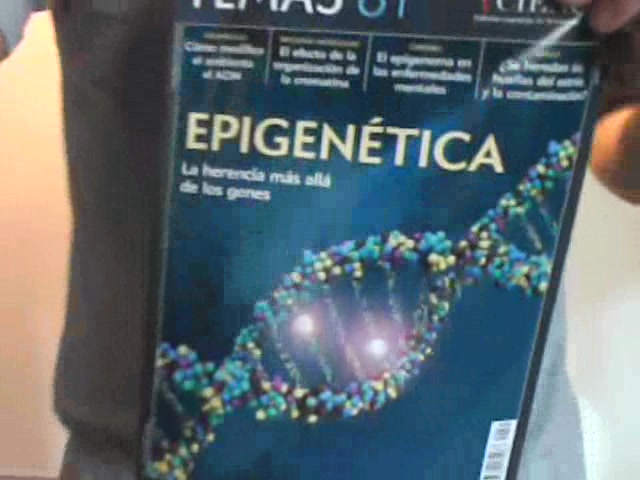 TEMAS 81
Cómo modifica
el ambiente
el ADN
El efecto de la
organización de
la cromatina
El epigenoma en
las enfermedades
mentales
¿Se heredan las
huellas del estrés
y la contaminación?
EPIGENÉTICA
La herencia más allá
de los genes